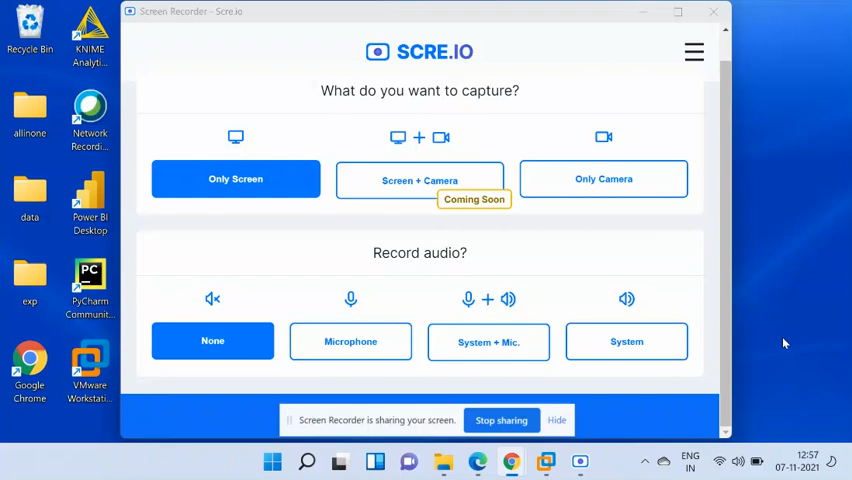 Recycle Bin
KNIME
Analyti...
allinone
Network
Recordi...
data
Power BI
Desktop
exp
PC
PyCharm
Communit...
Google
Chrome
VMware
Workstati...
Screen Recorder - Scre.io
SCRE.IO
What do you want to capture?
Only Screen
Screen + Camera
Only Camera
Coming Soon
Record audio?
None
Microphone
System + Mic.
System
Screen Recorder is sharing your screen.
Stop sharing
Hide
ENG
IN
12:57
07-11-2021